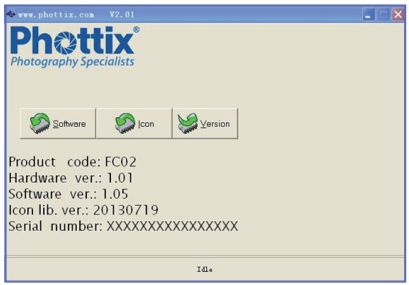 www.phottix.com V2.01
Phottix®
Photography Specialists
Software Icon Version
Product code: FC02
Hardware ver.: 1.01
Software ver.: 1.05
Icon lib. ver.: 20130719
Serial number: XXXXXXXXXXXXXXXX
Idle